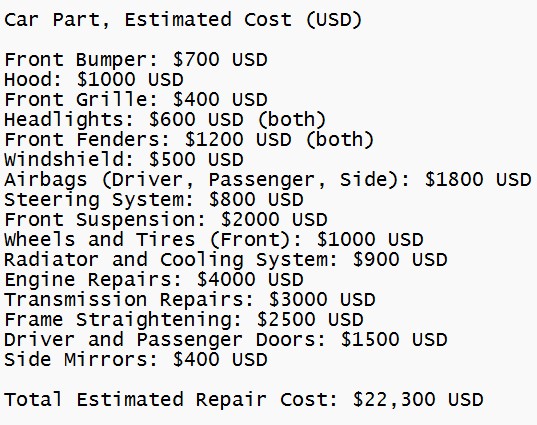 Car Part, Estimated Cost (USD)
Front Bumper: $700 USD
Hood: $1000 USD
Front Grille: $400 USD
Headlights: $600 USD (both)
Front Fenders: $1200 USD (both)
Windshield: $500 USD
Airbags (Driver, Passenger, Side): $1800 USD
Steering System: $800 USD
Front Suspension: $2000 USD
Wheels and Tires (Front): $1000 USD
Radiator and Cooling System: $900 USD
Engine Repairs: $4000 USD
Transmission Repairs: $3000 USD
Frame Straightening: $2500 USD
Driver and Passenger Doors: $1500 USD
Side Mirrors: $400 USD
Total Estimated Repair Cost: $22,300 USD